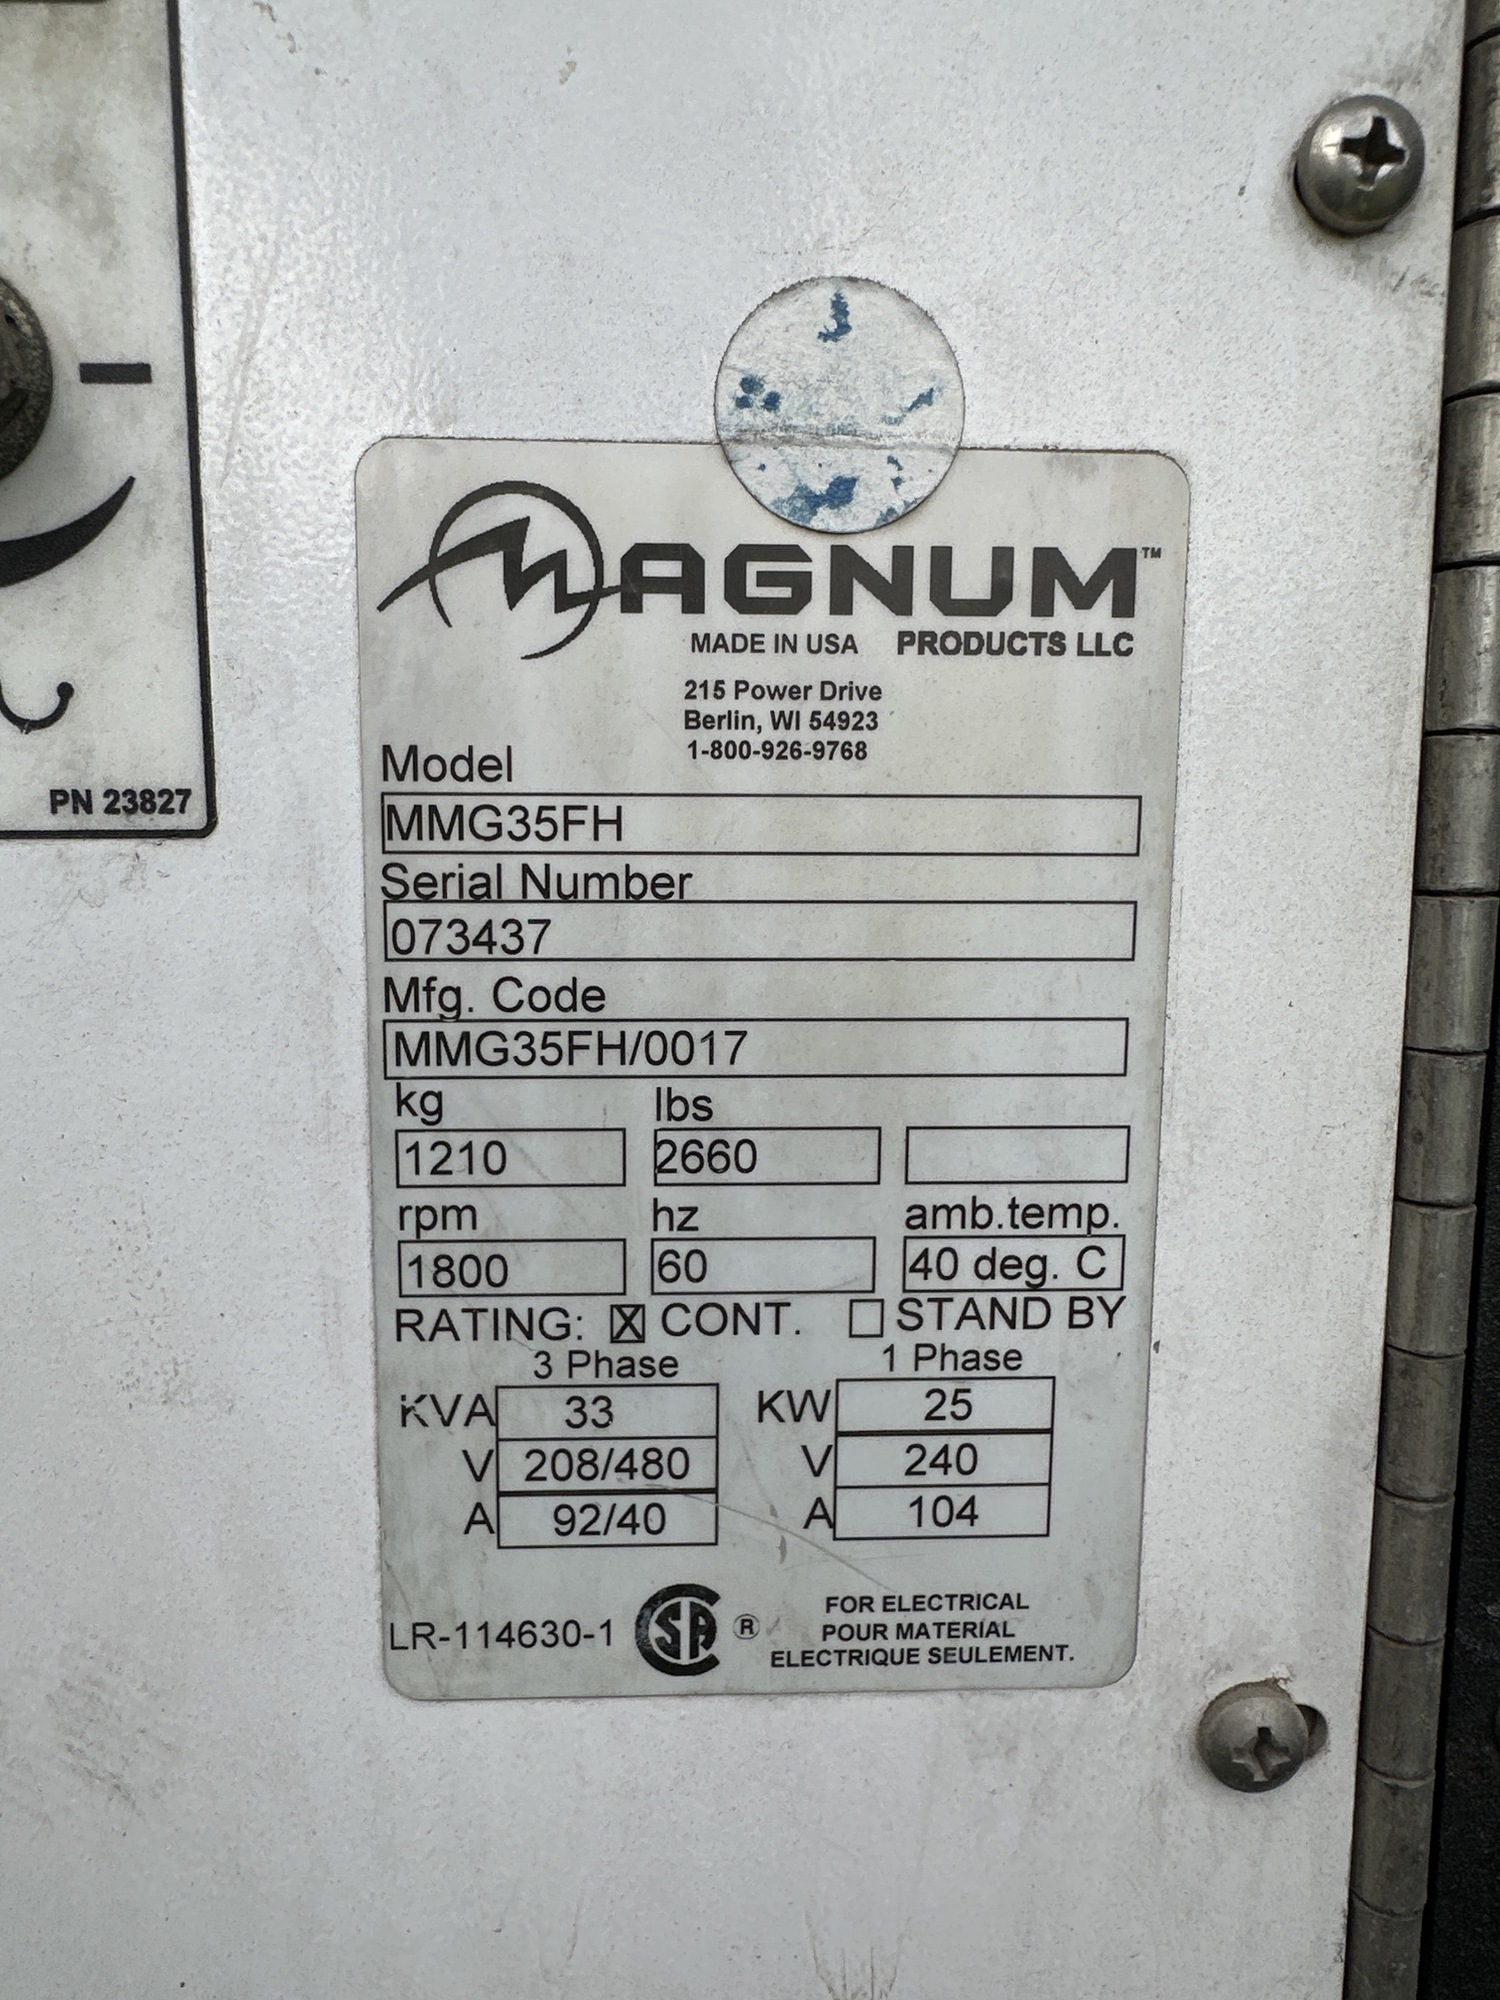 MAGNUM™
MADE IN USA PRODUCTS LLC
215 Power Drive
Berlin, WI 54923
1-800-926-9768
Model
MMG35FH
Serial Number
073437
Mfg. Code
MMG35FH/0017
kg lbs
1210 2660
rpm hz amb.temp.
1800 60 40 deg. C
RATING: ☒ CONT. ☐ STAND BY
3 Phase 1 Phase
KVA 33 KW 25
V 208/480 V 240
A 92/40 A 104
LR-114630-1 CSA ®
FOR ELECTRICAL
POUR MATERIAL
ELECTRIQUE SEULEMENT.
PN 23827